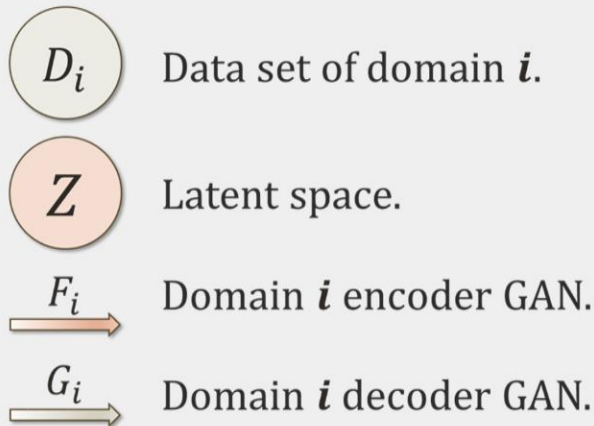 D_i Data set of domain i.
Z Latent space.
F_i Domain i encoder GAN.
G_i Domain i decoder GAN.